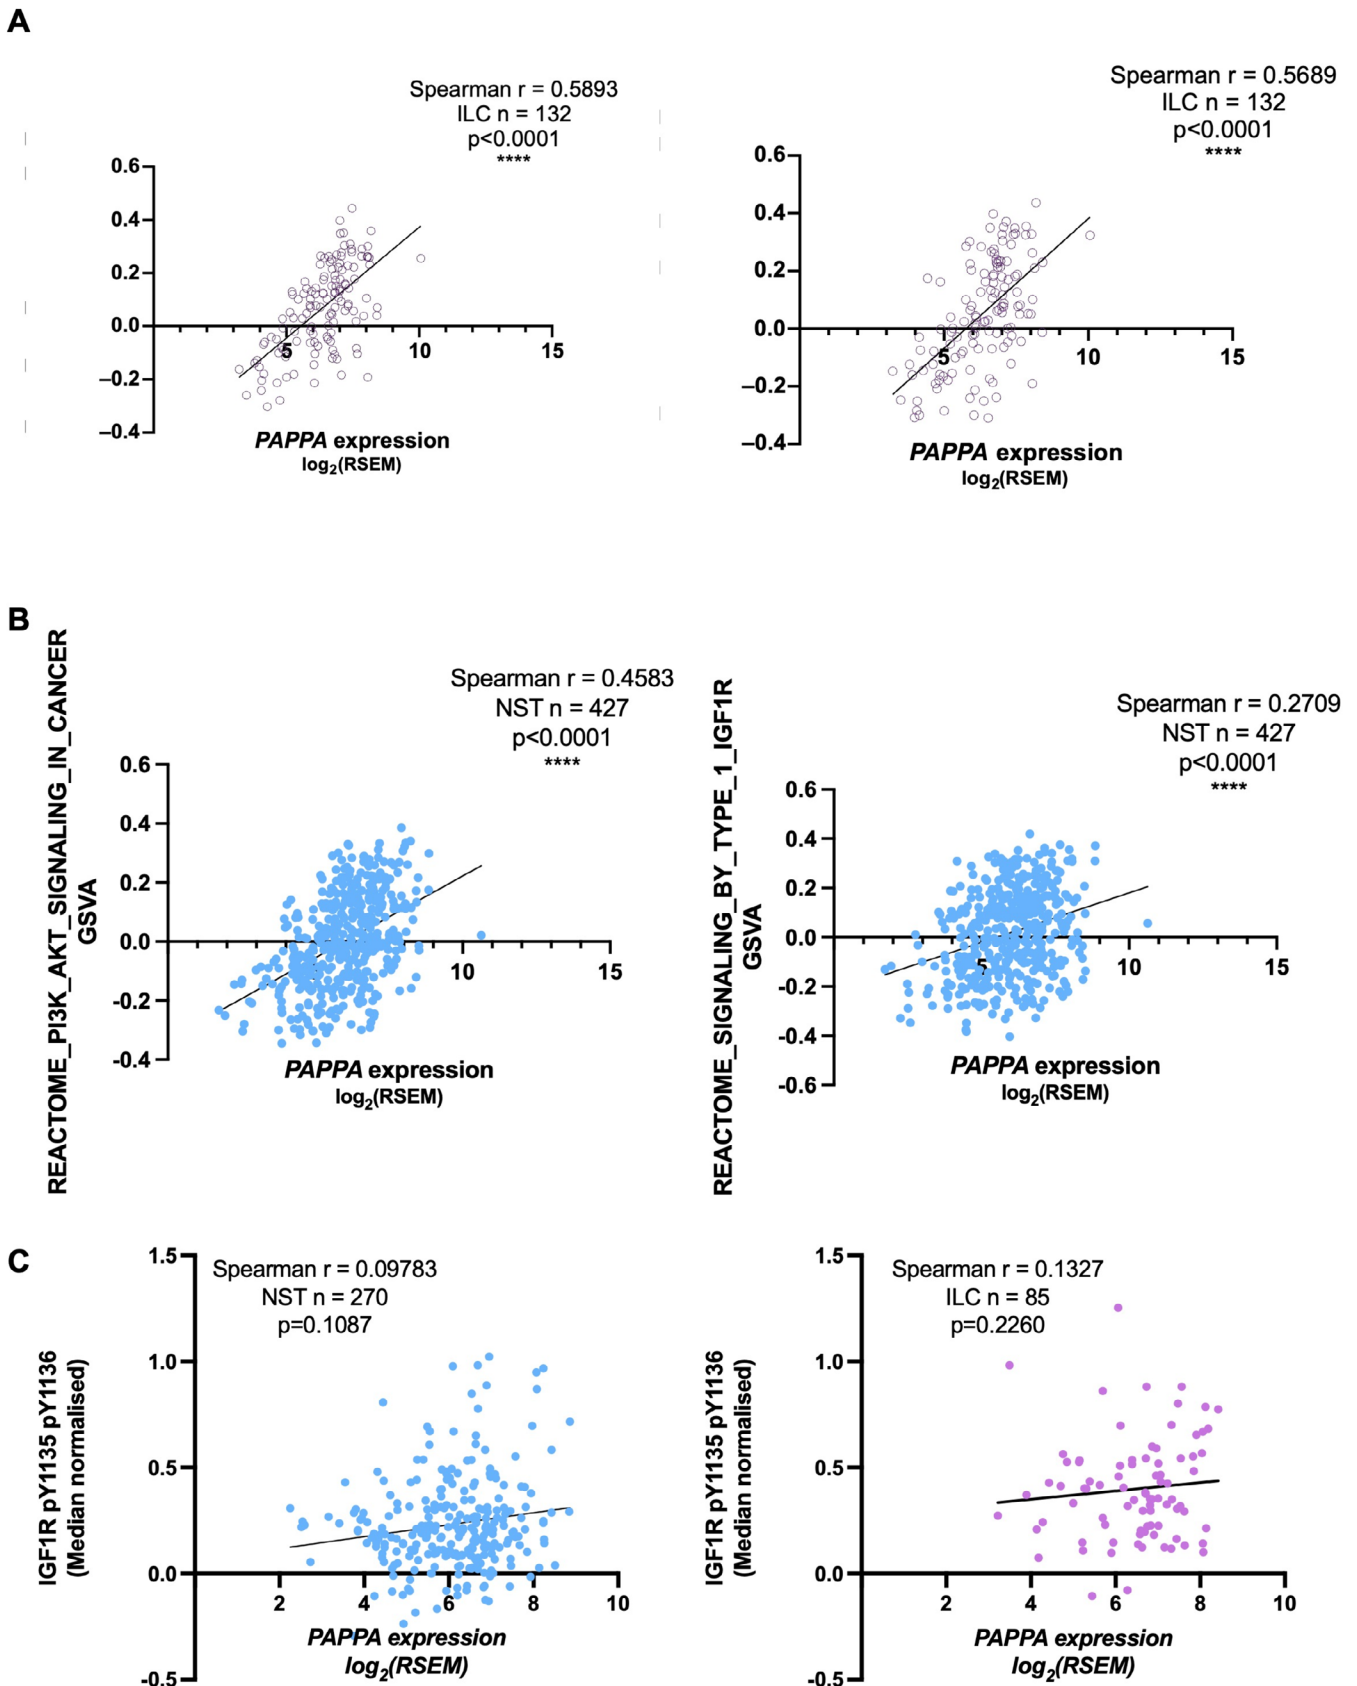 A
Spearman r = 0.5893
ILC n = 132
p<0.0001
****
0.6
0.4
0.2
0.0
–0.2
–0.4
5
10
15
PAPPA expression
log2(RSEM)
Spearman r = 0.5689
ILC n = 132
p<0.0001
****
0.6
0.4
0.2
0.0
–0.2
–0.4
5
10
15
PAPPA expression
log2(RSEM)
B
REACTOME_PI3K_AKT_SIGNALING_IN_CANCER
GSVA
Spearman r = 0.4583
NST n = 427
p<0.0001
****
0.6
0.4
0.2
0.0
-0.2
-0.4
10
15
PAPPA expression
log2(RSEM)
REACTOME_SIGNALING_BY_TYPE_1_IGF1R
GSVA
Spearman r = 0.2709
NST n = 427
p<0.0001
****
0.6
0.4
0.2
0.0
-0.2
-0.4
-0.6
5
10
15
PAPPA expression
log2(RSEM)
C
IGF1R pY1135 pY1136
(Median normalised)
Spearman r = 0.09783
NST n = 270
p=0.1087
1.5
1.0
0.5
0.0
-0.5
2
4
6
8
10
PAPPA expression
log2(RSEM)
IGF1R pY1135 pY1136
(Median normalised)
Spearman r = 0.1327
ILC n = 85
p=0.2260
1.5
1.0
0.5
0.0
-0.5
2
4
6
8
10
PAPPA expression
log2(RSEM)